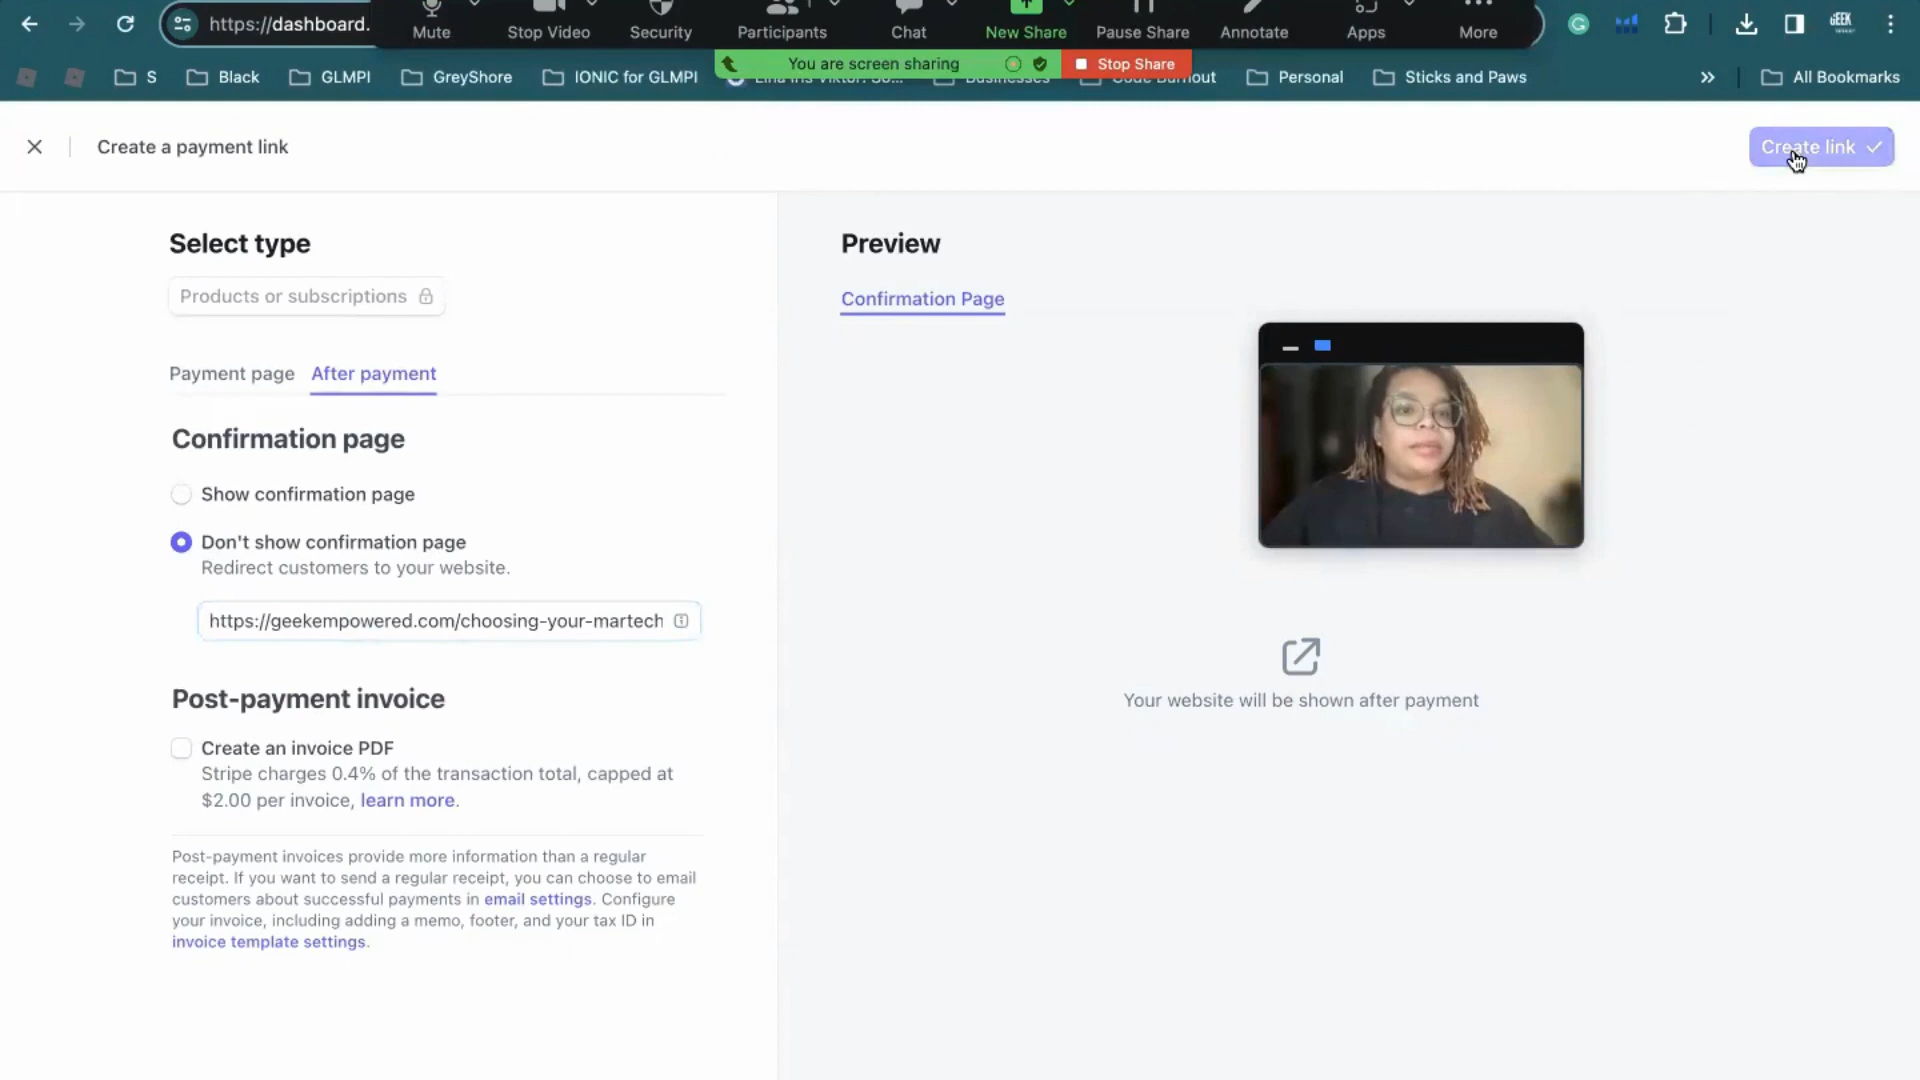 https://dashboard.
Mute
Stop Video
Security
Participants
Chat
New Share
Pause Share
Annotate
Apps
More
GEEK
You are screen sharing
Stop Share
S
Black
GLMPI
GreyShore
IONIC for GLMPI
Personal
Sticks and Paws
All Bookmarks
Create a payment link
Create link
Select type
Products or subscriptions
Payment page
After payment
Confirmation page
Show confirmation page
Don't show confirmation page
Redirect customers to your website.
https://geekempowered.com/choosing-your-martech
Post-payment invoice
Create an invoice PDF
Stripe charges 0.4% of the transaction total, capped at
$2.00 per invoice, learn more.
Post-payment invoices provide more information than a regular
receipt. If you want to send a regular receipt, you can choose to email
customers about successful payments in email settings. Configure
your invoice, including adding a memo, footer, and your tax ID in
invoice template settings.
Preview
Confirmation Page
Your website will be shown after payment